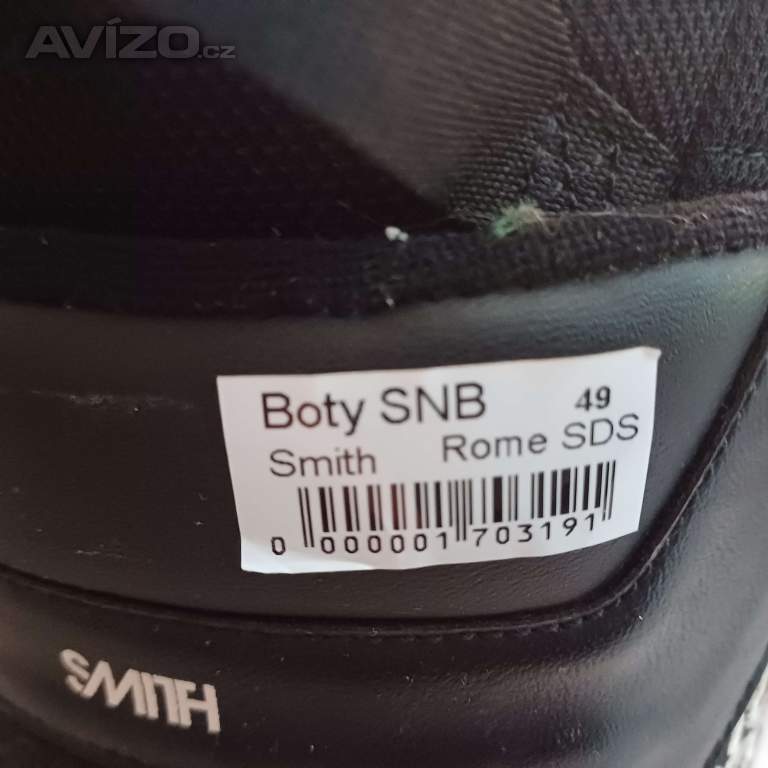 AVÍZO.cz
Boty SNB 49
Smith Rome SDS
0 000001 703191
SMITH